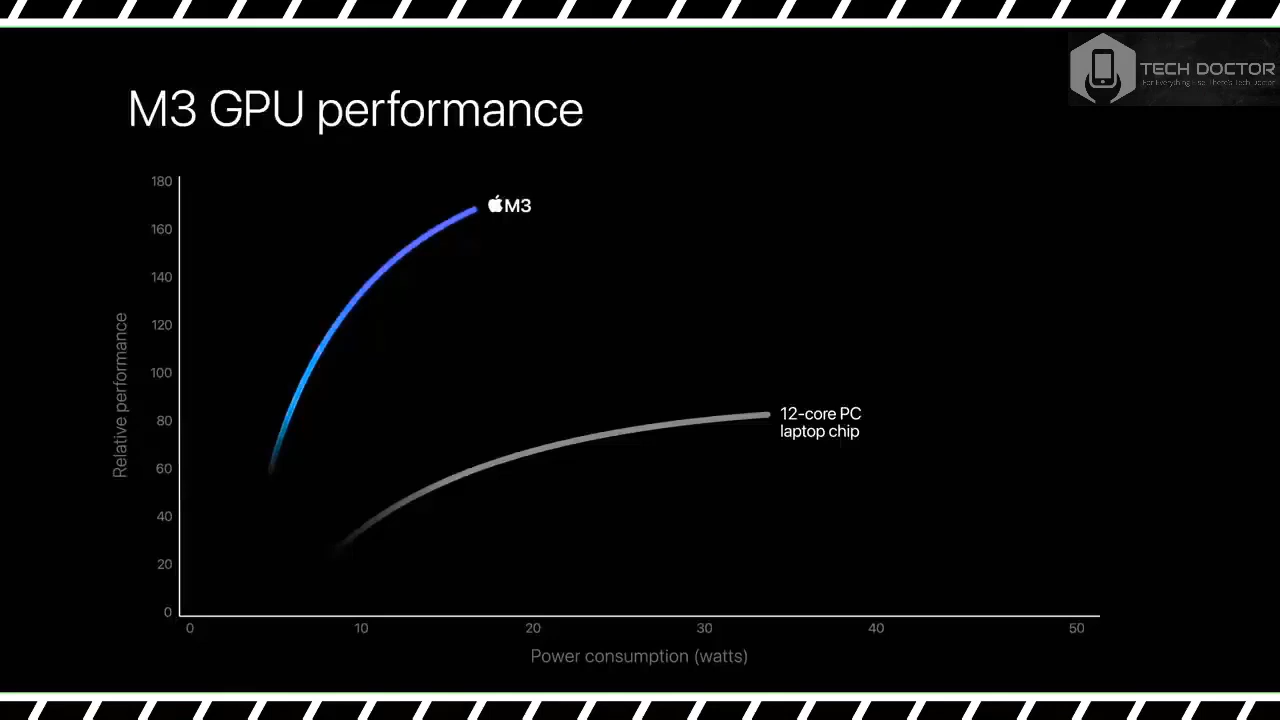 TECH DOCTOR
M3 GPU performance
180
160
140
120
100
80
60
40
20
0
Relative performance
M3
12-core PC
laptop chip
0 10 20 30 40 50
Power consumption (watts)